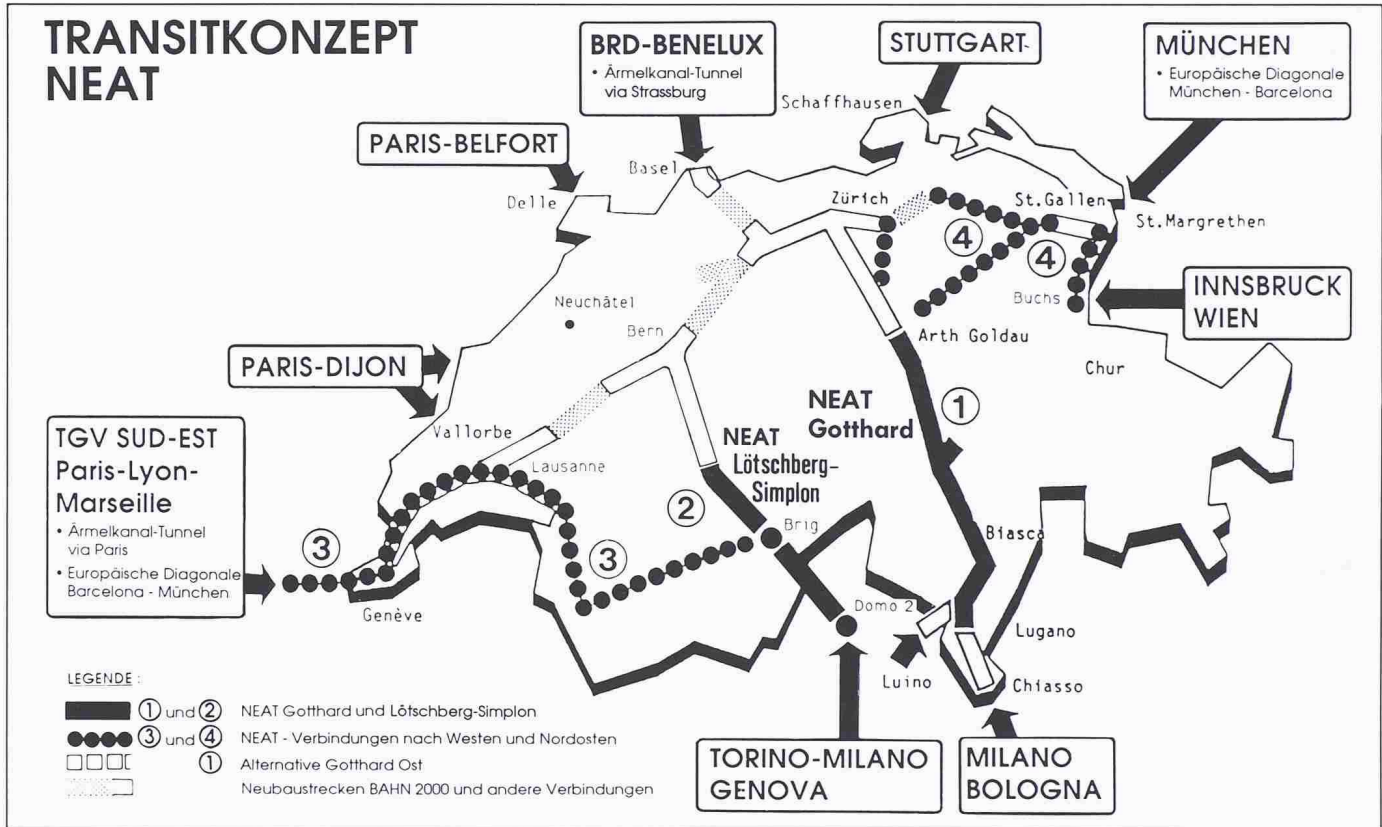 TRANSITKONZEPT
NEAT
BRD-BENELUX
• Ärmelkanal-Tunnel
via Strassburg
STUTTGART
MÜNCHEN
• Europäische Diagonale
München - Barcelona
Schaffhausen
PARIS-BELFORT
Basel
Delle
Zürich
St.Gallen
St.Margrethen
④
④
Neuchâtel
Buchs
INNSBRUCK
WIEN
Bern
Arth Goldau
Chur
PARIS-DIJON
①
NEAT
Gotthard
Vallorbe
TGV SUD-EST
Paris-Lyon-
Marseille
• Ärmelkanal-Tunnel
via Paris
• Europäische Diagonale
Barcelona - München
Lausanne
NEAT
Lötschberg-
Simplon
②
Brig
Biasca
③
③
Genève
Domo 2
Lugano
Luino
Chiasso
LEGENDE :
① und ② NEAT Gotthard und Lötschberg-Simplon
③ und ④ NEAT - Verbindungen nach Westen und Nordosten
① Alternative Gotthard Ost
Neubaustrecken BAHN 2000 und andere Verbindungen
TORINO-MILANO
GENOVA
MILANO
BOLOGNA